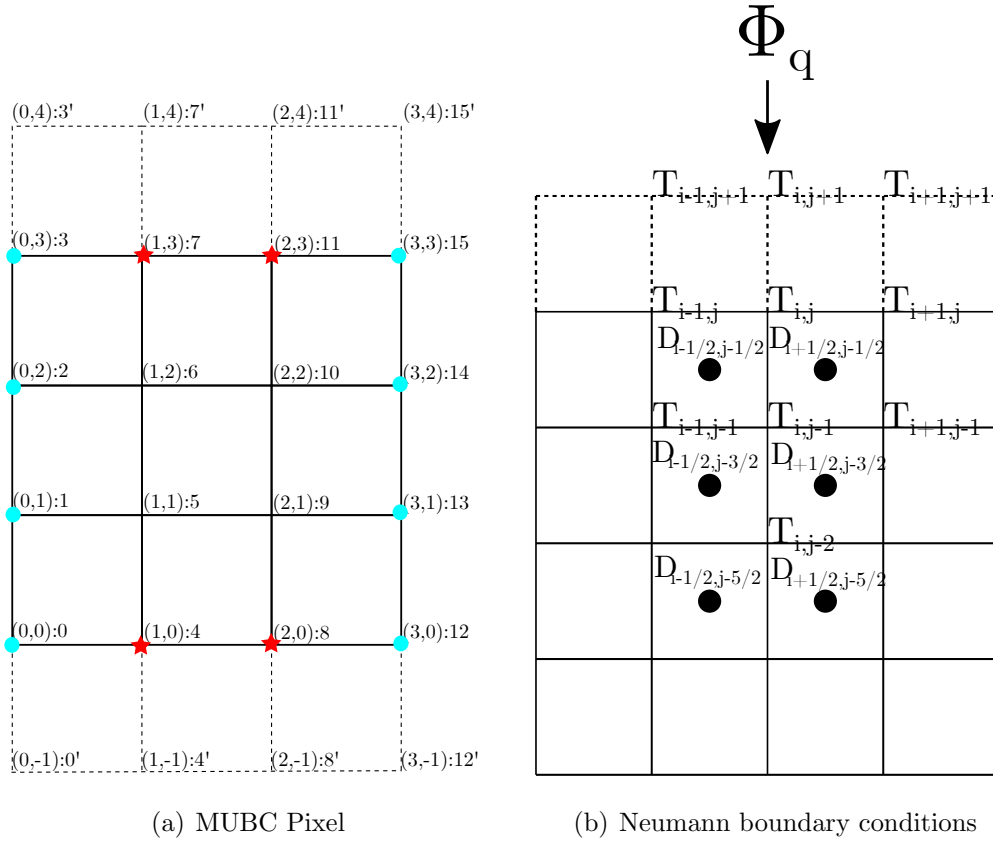 (0,4):3' (1,4):7' (2,4):11' (3,4):15'
(0,3):3 (1,3):7 (2,3):11 (3,3):15
(0,2):2 (1,2):6 (2,2):10 (3,2):14
(0,1):1 (1,1):5 (2,1):9 (3,1):13
(0,0):0 (1,0):4 (2,0):8 (3,0):12
(0,-1):0' (1,-1):4' (2,-1):8' (3,-1):12'
(a) MUBC Pixel
Φq
Ti-1,j+1 Ti,j+1 Ti+1,j+1
Ti-1,j Ti,j Ti+1,j
Di-1/2,j-1/2 Di+1/2,j-1/2
Ti-1,j-1 Ti,j-1 Ti+1,j-1
Di-1/2,j-3/2 Di+1/2,j-3/2
Ti,j-2
Di-1/2,j-5/2 Di+1/2,j-5/2
(b) Neumann boundary conditions